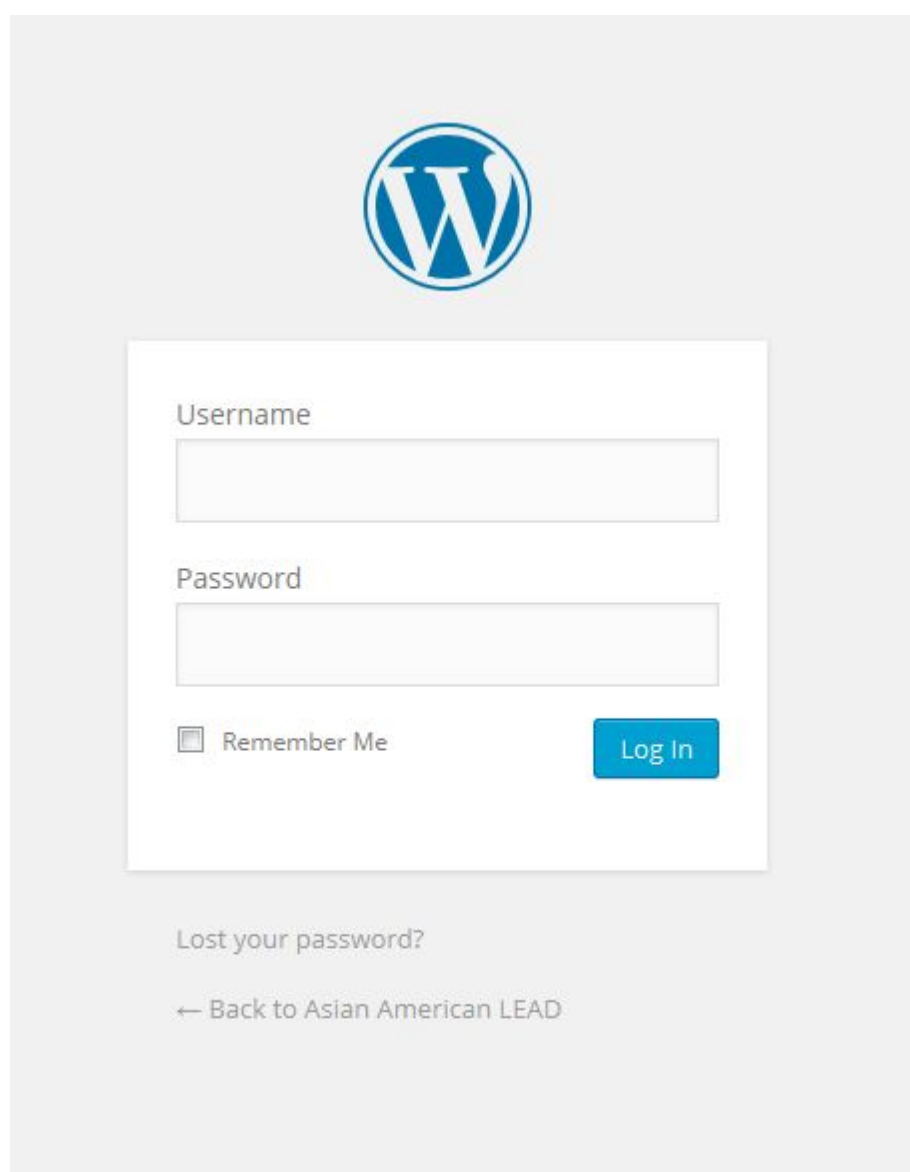 W
Username
Password
Remember Me
Log In
Lost your password?
← Back to Asian American LEAD